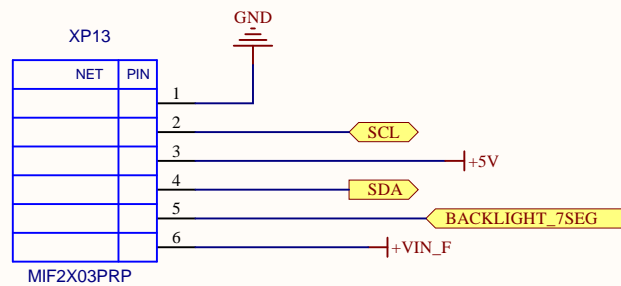 GND
XP13
NET PIN
1
2 SCL
3 +5V
4 SDA
5 BACKLIGHT_7SEG
6 +VIN_F
MIF2X03PRP